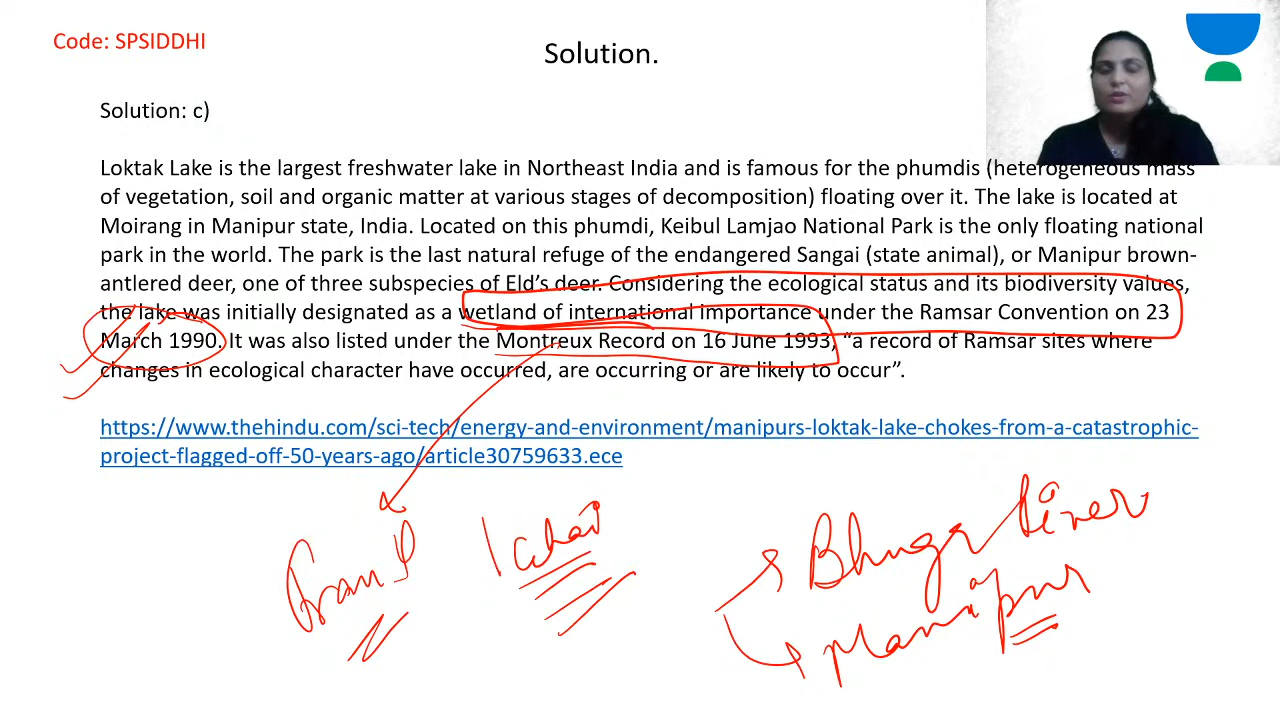 Code: SPSIDDHI
Solution.
Solution: c)
Loktak Lake is the largest freshwater lake in Northeast India and is famous for the phumdis (heterogeneous mass
of vegetation, soil and organic matter at various stages of decomposition) floating over it. The lake is located at
Moirang in Manipur state, India. Located on this phumdi, Keibul Lamjao National Park is the only floating national
park in the world. The park is the last natural refuge of the endangered Sangai (state animal), or Manipur brown-
antlered deer, one of three subspecies of Eld’s deer. Considering the ecological status and its biodiversity values,
the lake was initially designated as a wetland of international importance under the Ramsar Convention on 23
March 1990. It was also listed under the Montreux Record on 16 June 1993, “a record of Ramsar sites where
changes in ecological character have occurred, are occurring or are likely to occur”.
https://www.thehindu.com/sci-tech/energy-and-environment/manipurs-loktak-lake-chokes-from-a-catastrophic-
project-flagged-off-50-years-ago/article30759633.ece
River
Manipur